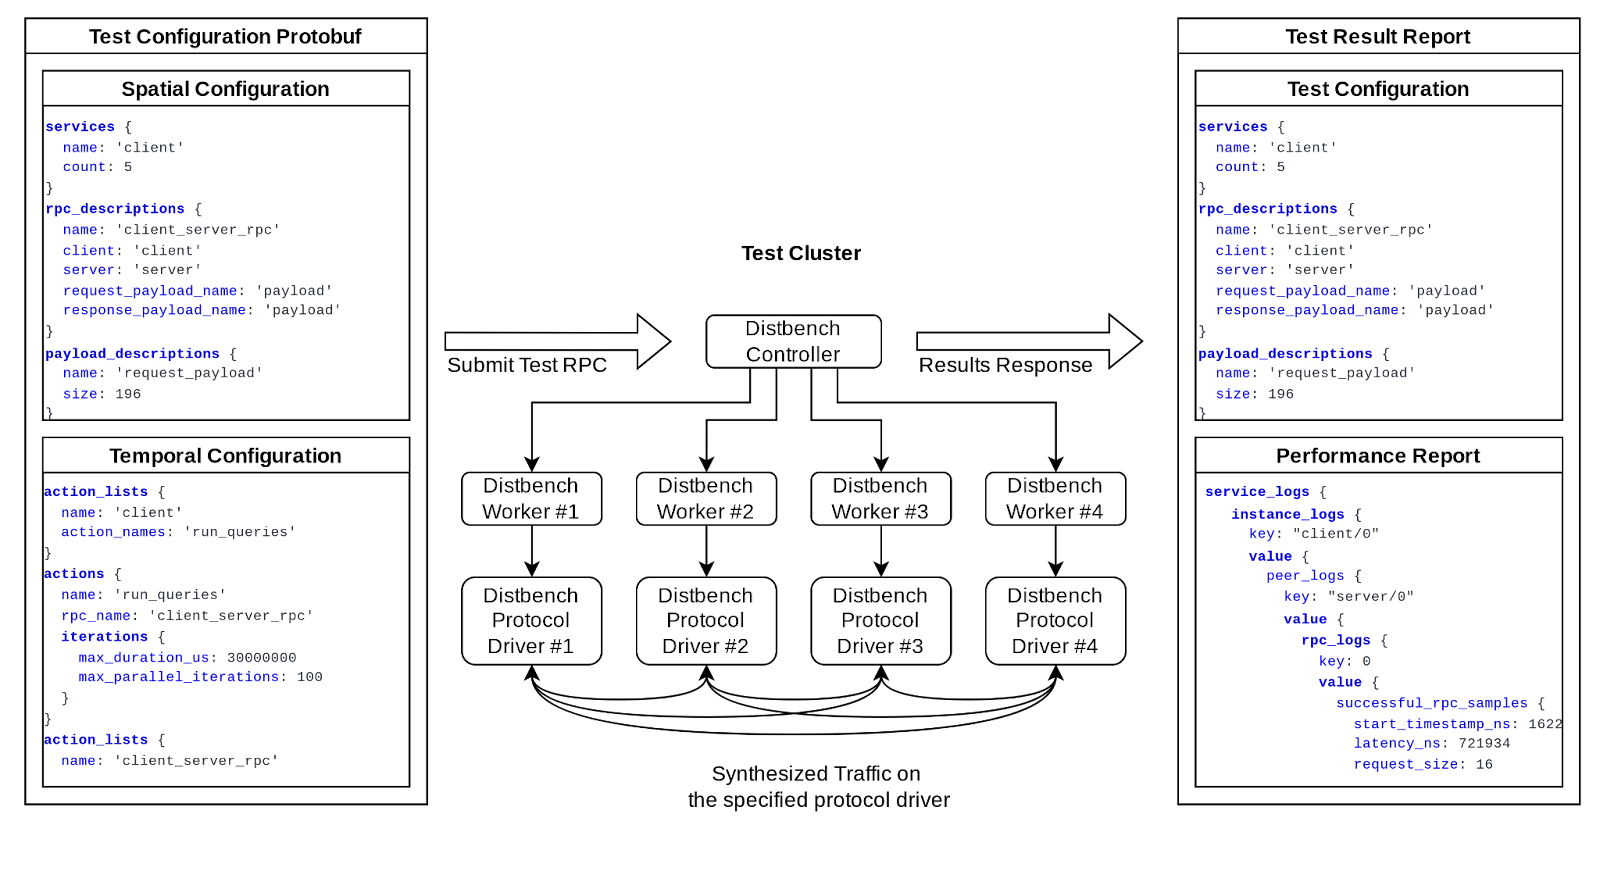 Test Configuration Protobuf
Spatial Configuration
services {
  name: 'client'
  count: 5
}
rpc_descriptions {
  name: 'client_server_rpc'
  client: 'client'
  server: 'server'
  request_payload_name: 'payload'
  response_payload_name: 'payload'
}
payload_descriptions {
  name: 'request_payload'
  size: 196
}
Temporal Configuration
action_lists {
  name: 'client'
  action_names: 'run_queries'
}
actions {
  name: 'run_queries'
  rpc_name: 'client_server_rpc'
  iterations {
    max_duration_us: 30000000
    max_parallel_iterations: 100
  }
}
action_lists {
  name: 'client_server_rpc'
Submit Test RPC
Test Cluster
Distbench
Controller
Results Response
Distbench
Worker #1
Distbench
Worker #2
Distbench
Worker #3
Distbench
Worker #4
Distbench
Protocol
Driver #1
Distbench
Protocol
Driver #2
Distbench
Protocol
Driver #3
Distbench
Protocol
Driver #4
Synthesized Traffic on
the specified protocol driver
Test Result Report
Test Configuration
services {
  name: 'client'
  count: 5
}
rpc_descriptions {
  name: 'client_server_rpc'
  client: 'client'
  server: 'server'
  request_payload_name: 'payload'
  response_payload_name: 'payload'
}
payload_descriptions {
  name: 'request_payload'
  size: 196
}
Performance Report
service_logs {
   instance_logs {
     key: "client/0"
     value {
       peer_logs {
         key: "server/0"
         value {
           rpc_logs {
             key: 0
             value {
               successful_rpc_samples {
                 start_timestamp_ns: 1622
                 latency_ns: 721934
                 request_size: 16